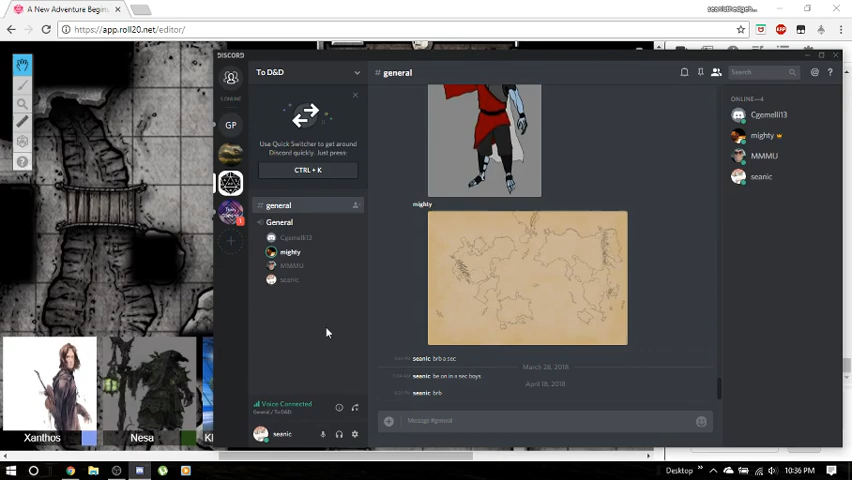 A New Adventure Begins
https://app.roll20.net/editor/
DISCORD
To D&D
# general
Search
1 ONLINE
GP
Use Quick Switcher to get around
Discord quickly. Just press:
CTRL + K
general
General
Cgemelli13
mighty
MMMU
seanic
mighty
seanic brb a sec
March 28, 2018
seanic be on in a sec boys
April 18, 2018
seanic brb
ONLINE—4
Cgemelli13
mighty
MMMU
seanic
Voice Connected
General / To D&D
seanic
Message #general
Xanthos
Nesa
Desktop
10:36 PM